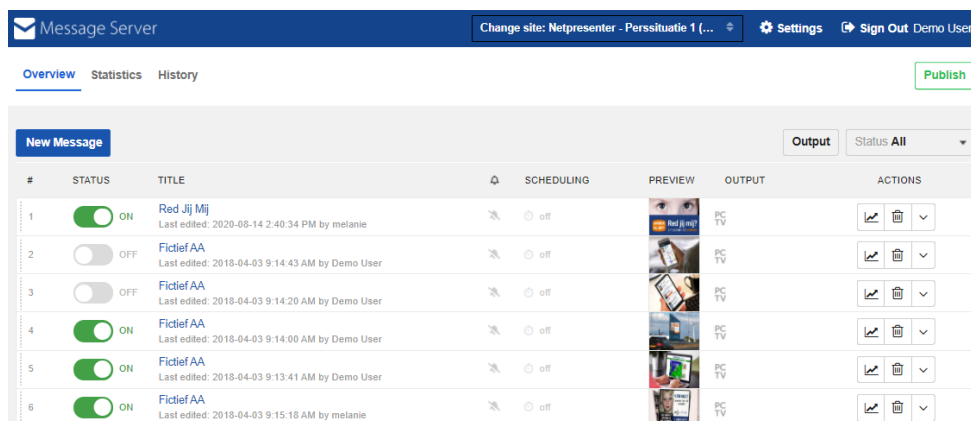 Message Server
Change site: Netpresenter - Perssituatie 1 (...
Settings
Sign Out Demo User
Overview Statistics History
Publish
New Message
Output
Status All
# STATUS TITLE SCHEDULING PREVIEW OUTPUT ACTIONS
1 ON Red Jij Mij off Red jij mij? PC TV
Last edited: 2020-08-14 2:40:34 PM by melanie
2 OFF Fictief AA off PC TV
Last edited: 2018-04-03 9:14:43 AM by Demo User
3 OFF Fictief AA off PC TV
Last edited: 2018-04-03 9:14:20 AM by Demo User
4 ON Fictief AA off PC TV
Last edited: 2018-04-03 9:14:00 AM by Demo User
5 ON Fictief AA off PC TV
Last edited: 2018-04-03 9:13:41 AM by Demo User
6 ON Fictief AA off PC TV
Last edited: 2018-04-03 9:15:18 AM by melanie